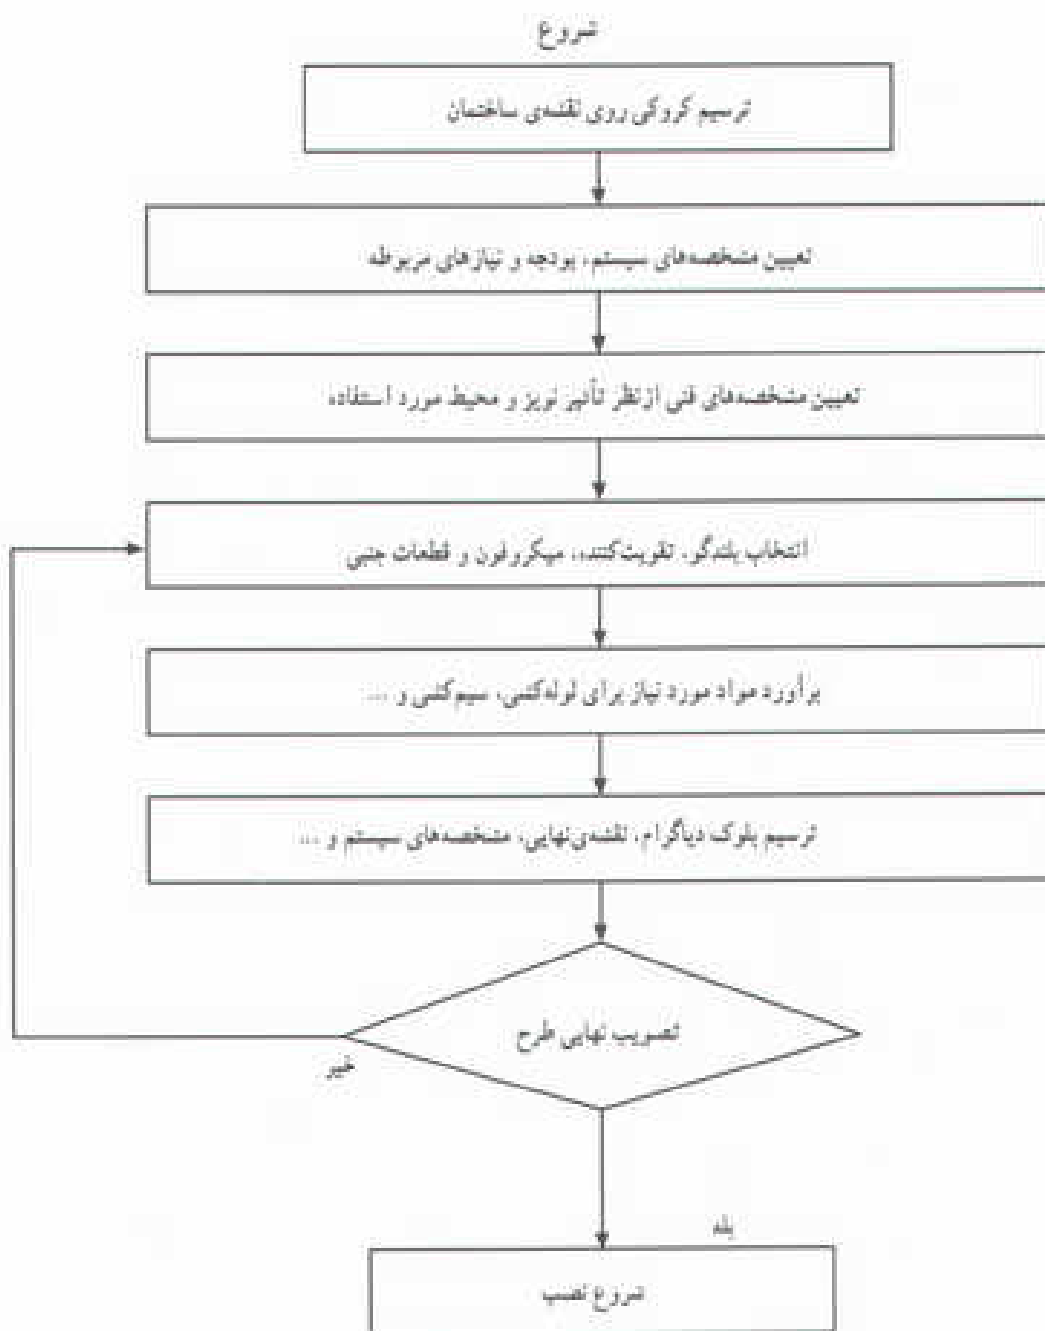 شروع
ترسیم کروکی روی نقشه‌ی ساختمان
تعیین مشخصه‌های سیستم، بودجه و نیازهای مربوطه
تعیین مشخصه‌های فنی ازنظر تأثیر نویز و محیط مورد استفاده
انتخاب بلندگو، تقویت‌کننده، میکروفون و قطعات جنبی
برآورد مواد مورد نیاز برای لوله‌کشی، سیم‌کشی و ...
ترسیم بلوک دیاگرام، نقشه‌ی‌نهایی، مشخصه‌های سیستم و ...
تصویب نهایی طرح
خیر
بله
شروع نصب